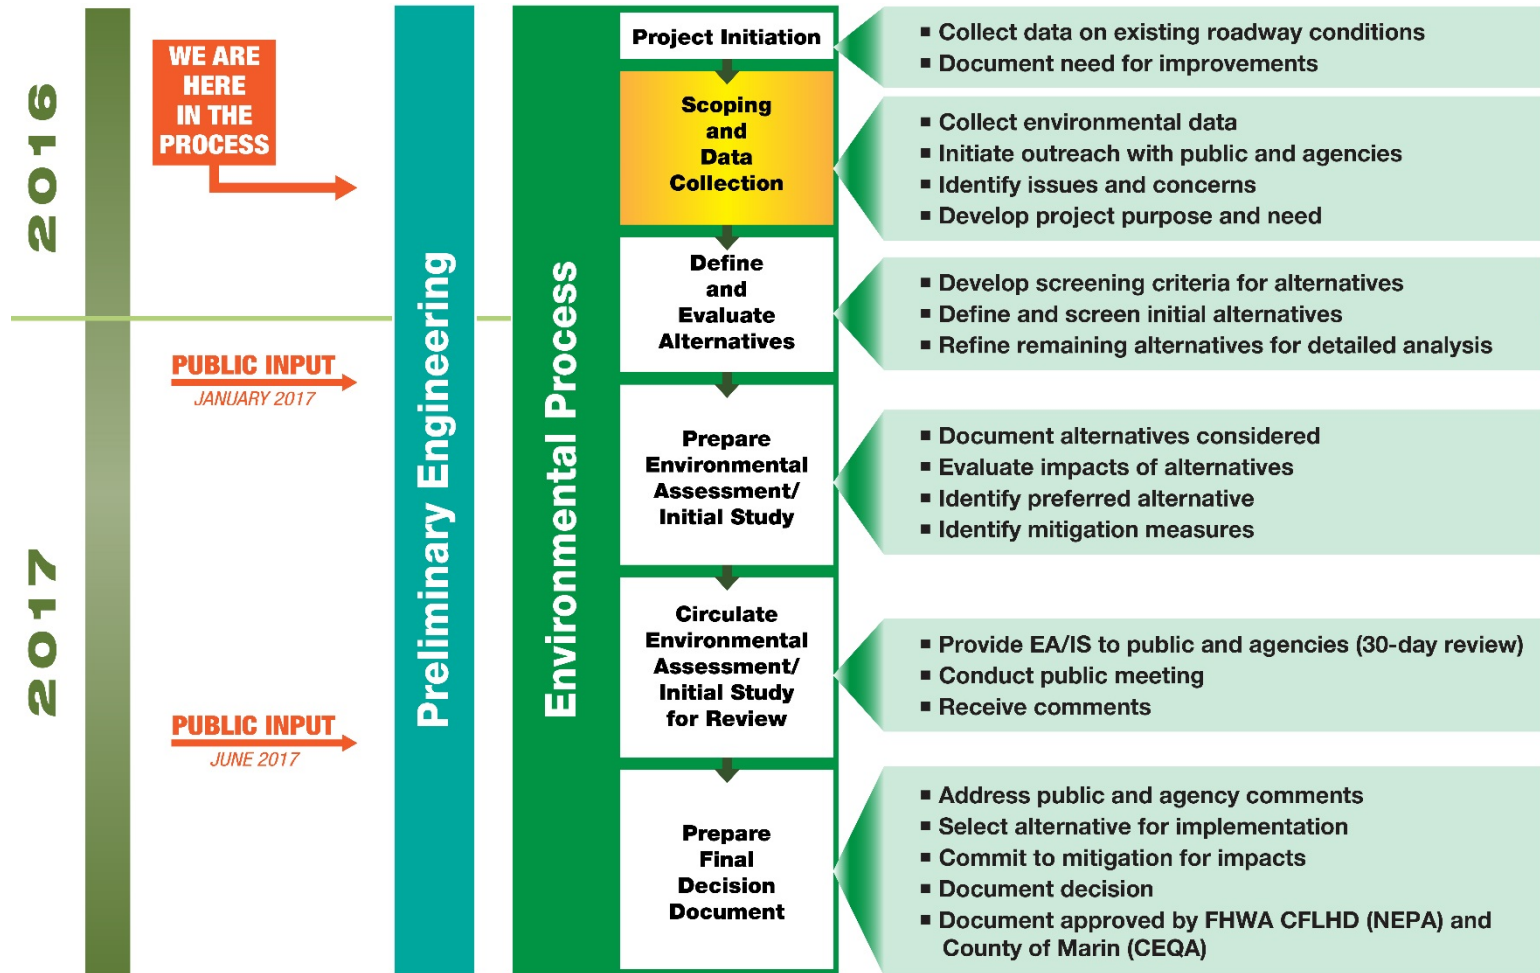 2016
2017
WE ARE
HERE
IN THE
PROCESS
PUBLIC INPUT
JANUARY 2017
PUBLIC INPUT
JUNE 2017
Preliminary Engineering
Environmental Process
Project Initiation
▪ Collect data on existing roadway conditions
▪ Document need for improvements
Scoping
and
Data
Collection
▪ Collect environmental data
▪ Initiate outreach with public and agencies
▪ Identify issues and concerns
▪ Develop project purpose and need
Define
and
Evaluate
Alternatives
▪ Develop screening criteria for alternatives
▪ Define and screen initial alternatives
▪ Refine remaining alternatives for detailed analysis
Prepare
Environmental
Assessment/
Initial Study
▪ Document alternatives considered
▪ Evaluate impacts of alternatives
▪ Identify preferred alternative
▪ Identify mitigation measures
Circulate
Environmental
Assessment/
Initial Study
for Review
▪ Provide EA/IS to public and agencies (30-day review)
▪ Conduct public meeting
▪ Receive comments
Prepare
Final
Decision
Document
▪ Address public and agency comments
▪ Select alternative for implementation
▪ Commit to mitigation for impacts
▪ Document decision
▪ Document approved by FHWA CFLHD (NEPA) and
County of Marin (CEQA)